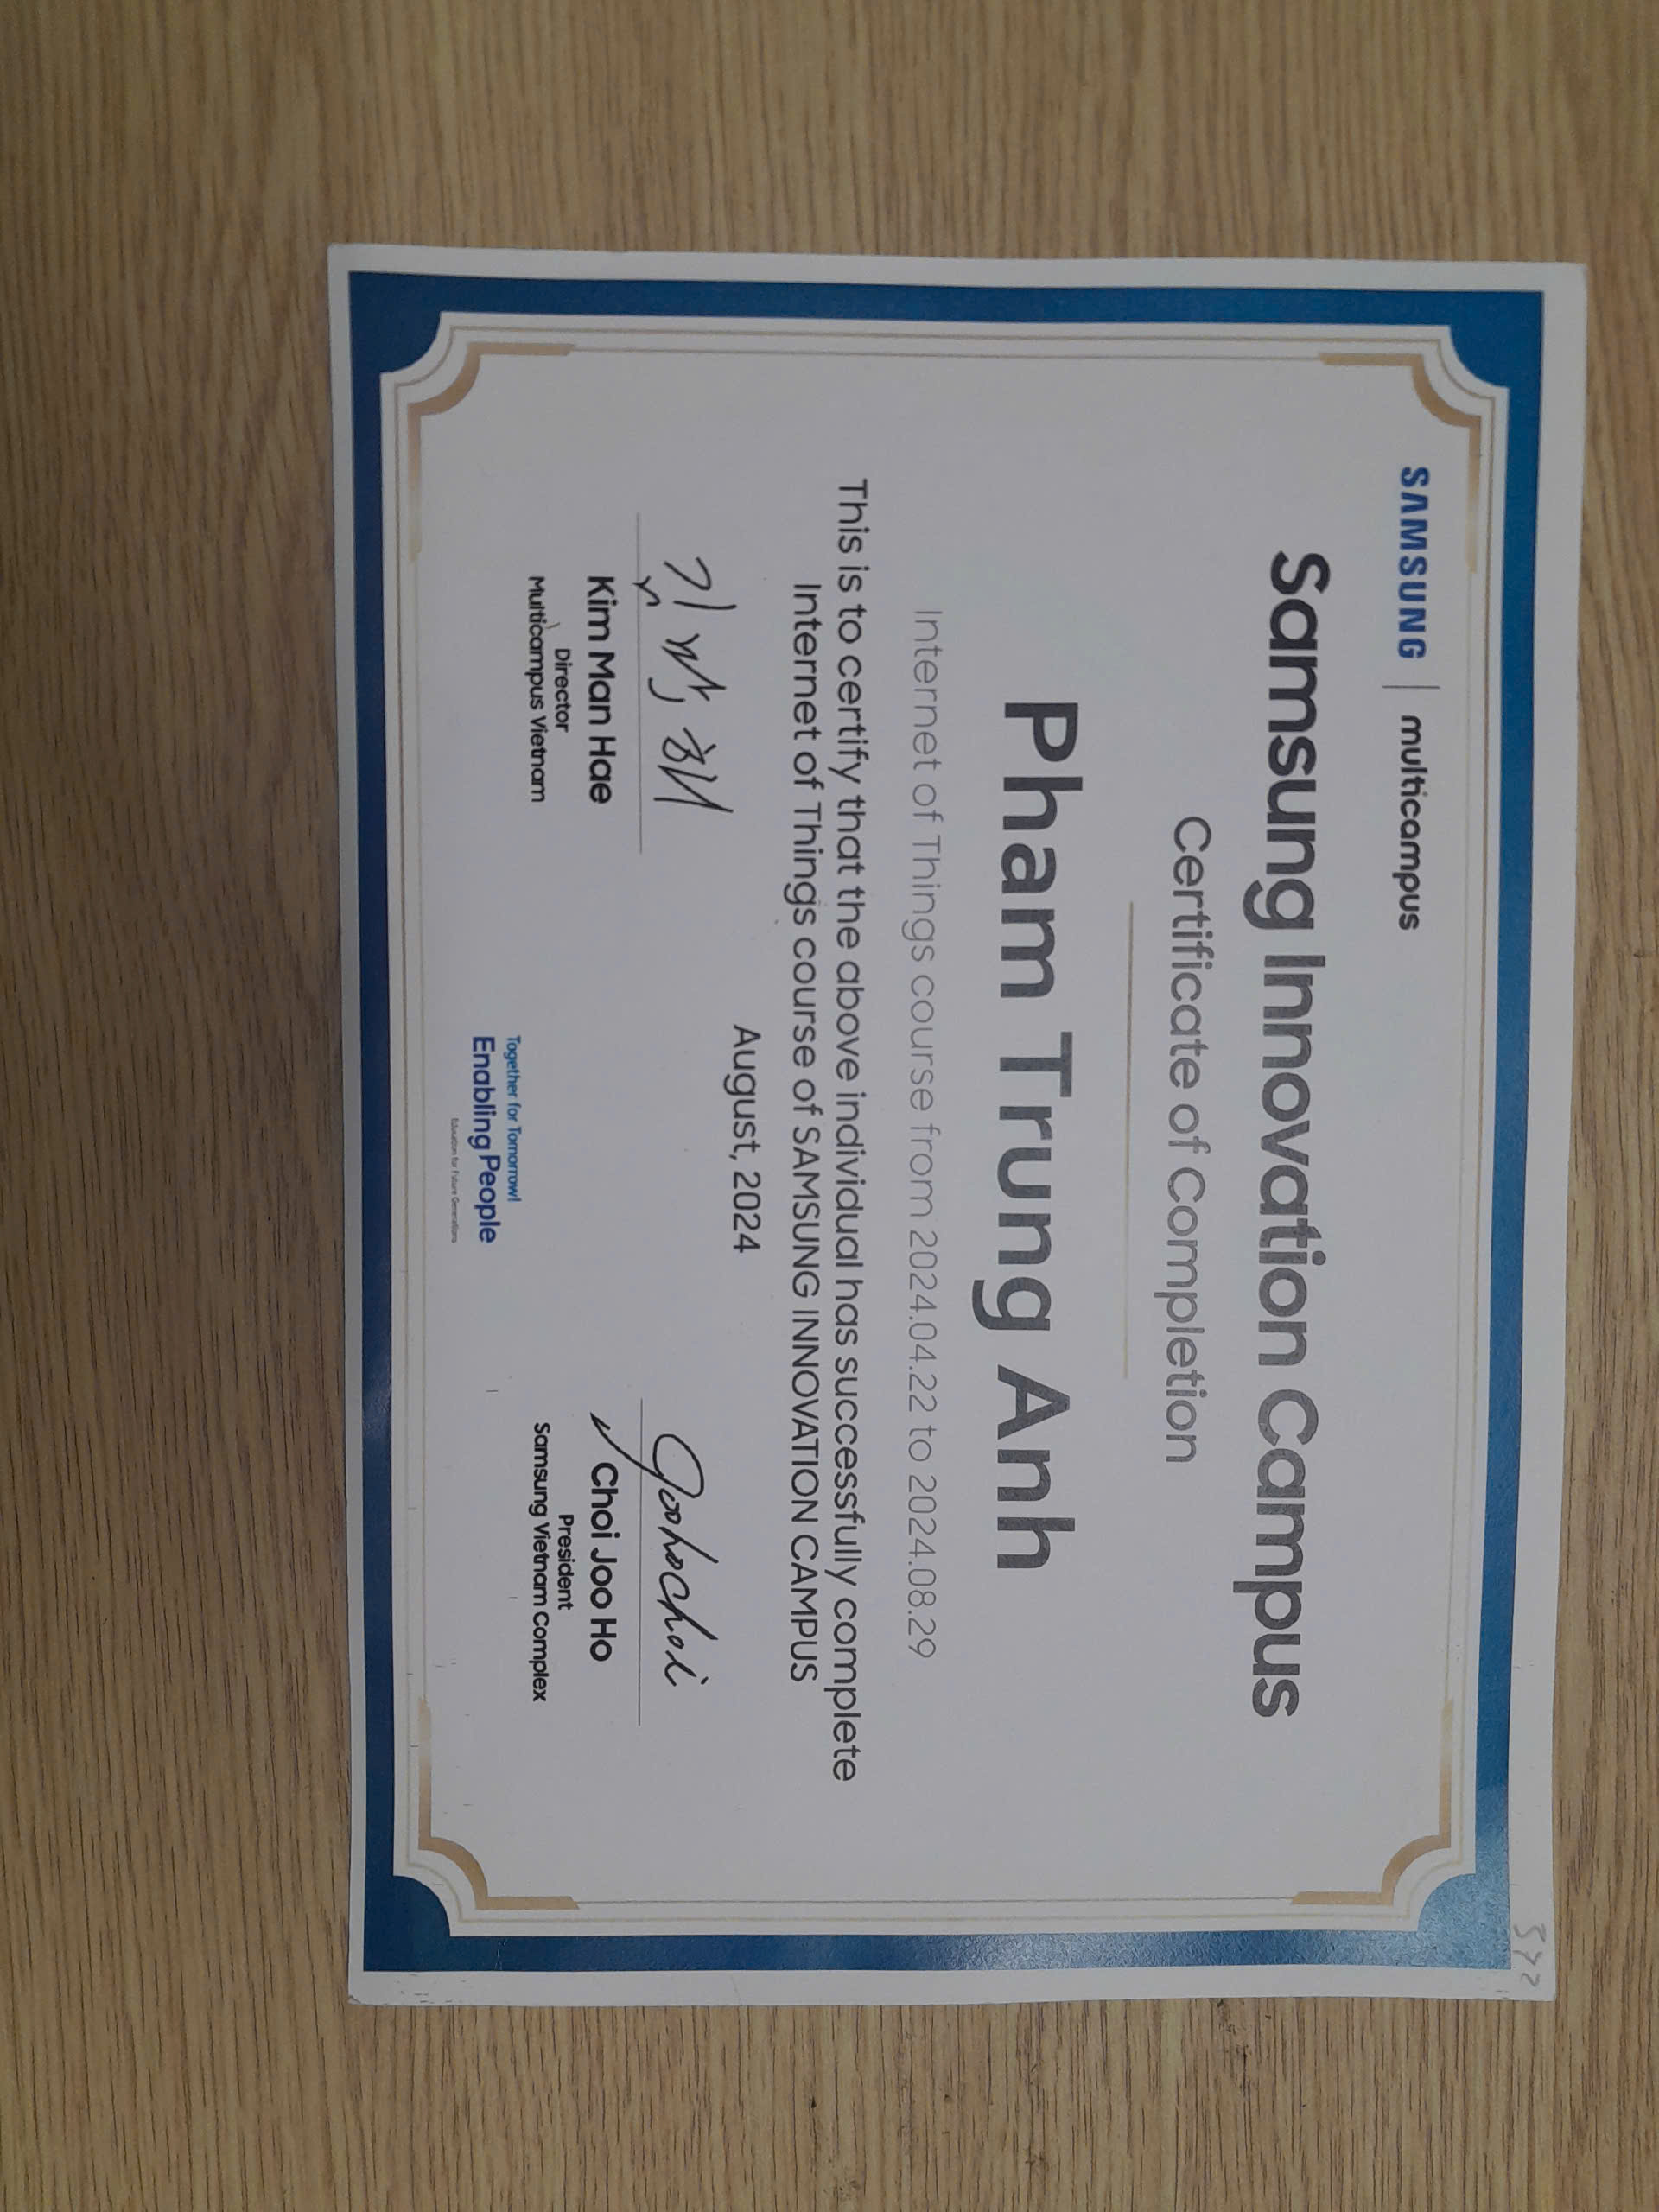 372
SAMSUNG | multicampus
Samsung Innovation Campus
Certificate of Completion
Pham Trung Anh
Internet of Things course from 2024.04.22 to 2024.08.29
This is to certify that the above individual has successfully complete
Internet of Things course of SAMSUNG INNOVATION CAMPUS
August, 2024
김만해
Kim Man Hae
Director
Multicampus Vietnam
joohochoi
Choi Joo Ho
President
Samsung Vietnam Complex
Together for Tomorrow!
Enabling People
Education for Future Generations